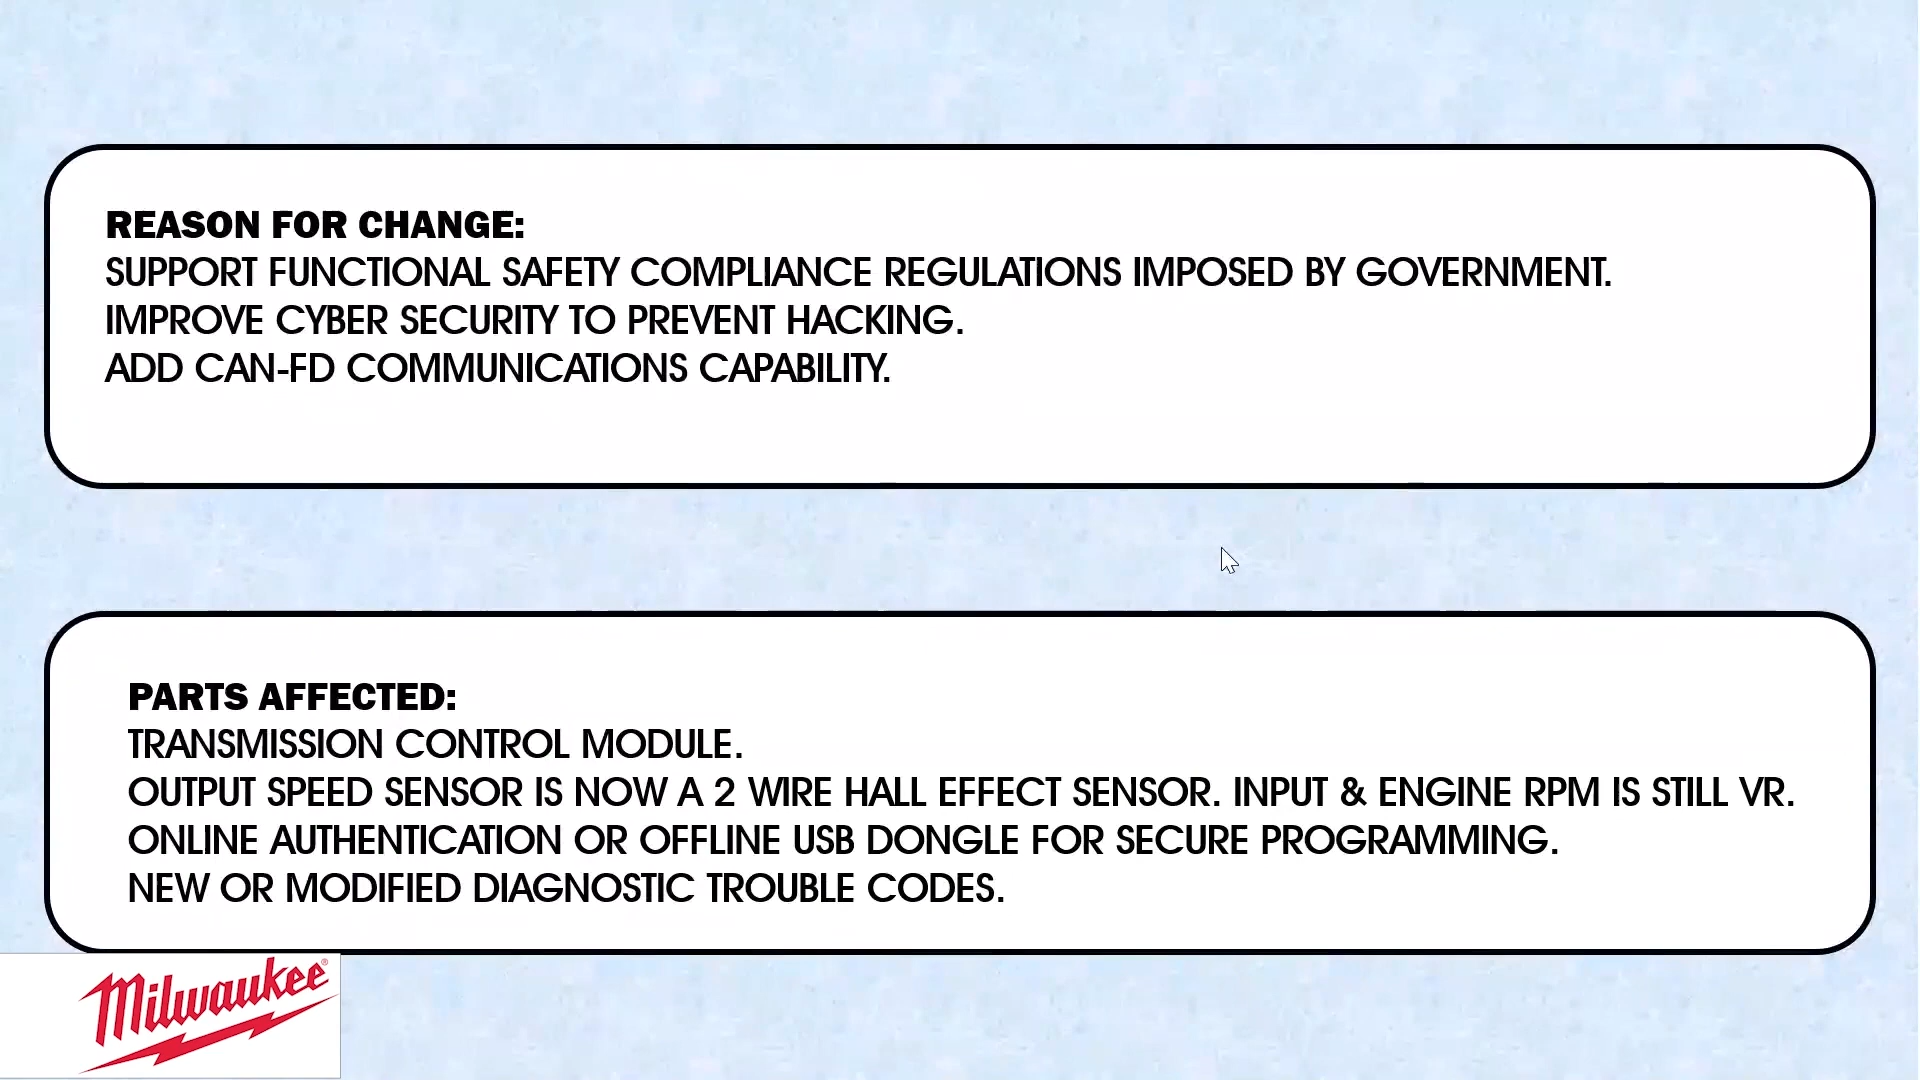 REASON FOR CHANGE:
SUPPORT FUNCTIONAL SAFETY COMPLIANCE REGULATIONS IMPOSED BY GOVERNMENT.
IMPROVE CYBER SECURITY TO PREVENT HACKING.
ADD CAN-FD COMMUNICATIONS CAPABILITY.
PARTS AFFECTED:
TRANSMISSION CONTROL MODULE.
OUTPUT SPEED SENSOR IS NOW A 2 WIRE HALL EFFECT SENSOR. INPUT & ENGINE RPM IS STILL VR.
ONLINE AUTHENTICATION OR OFFLINE USB DONGLE FOR SECURE PROGRAMMING.
NEW OR MODIFIED DIAGNOSTIC TROUBLE CODES.
Milwaukee®